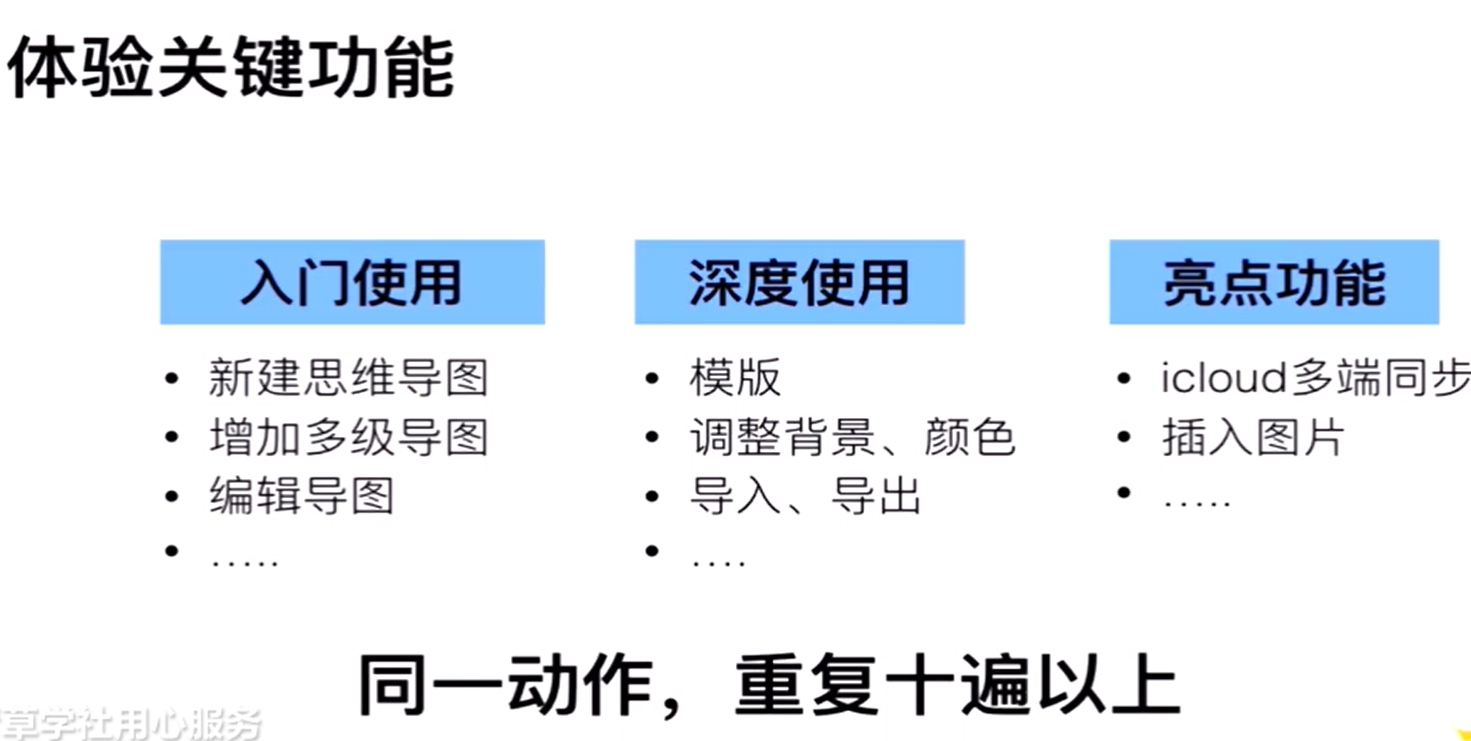 体验关键功能
入门使用
• 新建思维导图
• 增加多级导图
• 编辑导图
• .....
深度使用
• 模版
• 调整背景、颜色
• 导入、导出
• ....
亮点功能
• icloud多端同步
• 插入图片
• .....
同一动作，重复十遍以上
草学社用心服务